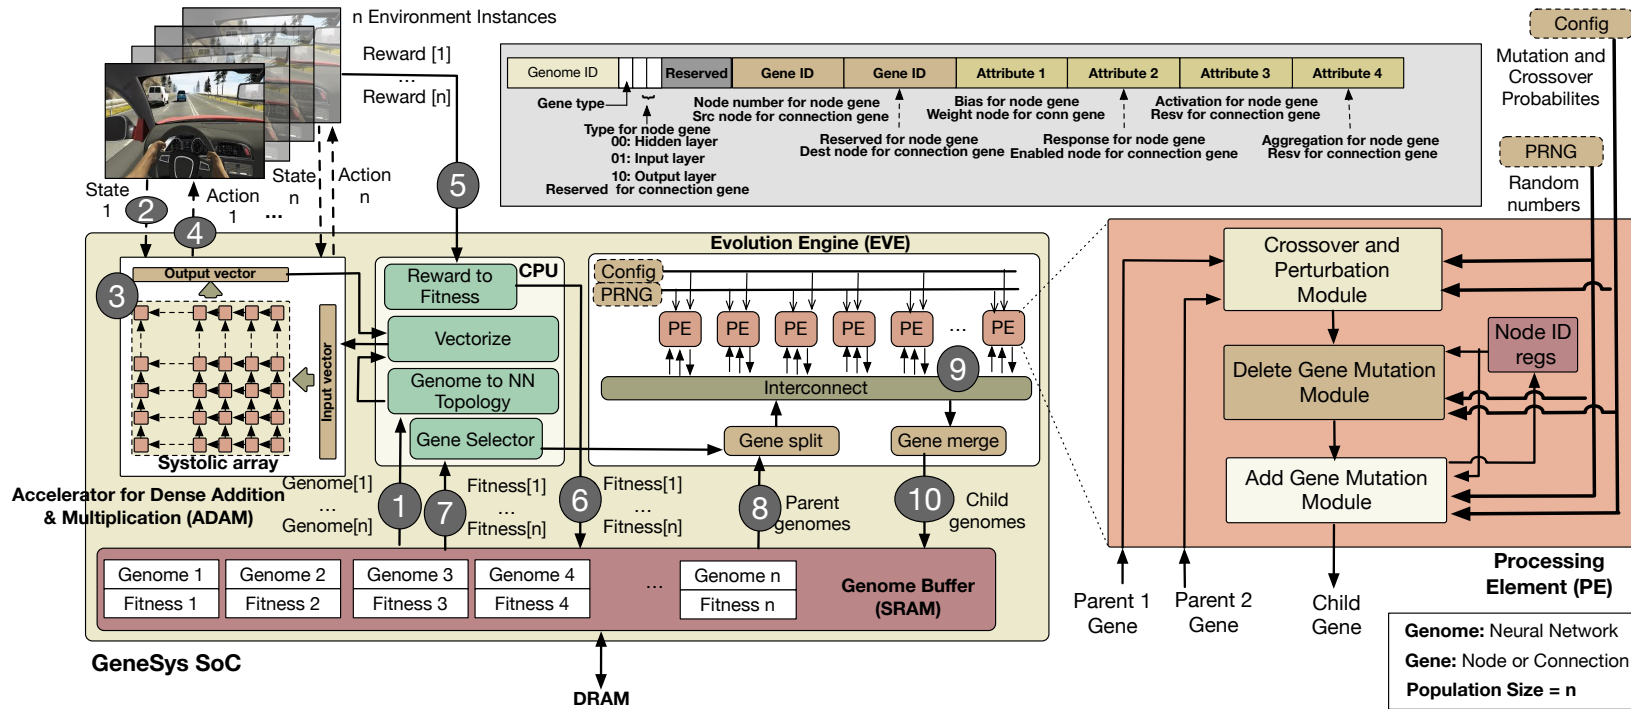 n Environment Instances
Reward [1]
...
Reward [n]
Config
Mutation and
Crossover
Probabilites
PRNG
Random
numbers
Genome ID
Reserved
Gene ID
Gene ID
Attribute 1
Attribute 2
Attribute 3
Attribute 4
Gene type
Type for node gene
00: Hidden layer
01: Input layer
10: Output layer
Reserved for connection gene
Node number for node gene
Src node for connection gene
Reserved for node gene
Dest node for connection gene
Bias for node gene
Weight node for conn gene
Response for node gene
Enabled node for connection gene
Activation for node gene
Resv for connection gene
Aggregation for node gene
Resv for connection gene
State
1
2
4
Action
1
...
State
n
Action
n
5
Evolution Engine (EVE)
Output vector
3
Input vector
Systolic array
Accelerator for Dense Addition
& Multiplication (ADAM)
CPU
Reward to
Fitness
Vectorize
Genome to NN
Topology
Gene Selector
Config
PRNG
PE
PE
PE
PE
PE
...
PE
9
Interconnect
Gene split
Gene merge
Genome[1]
...
Genome[n]
1
7
Fitness[1]
...
Fitness[n]
6
Fitness[1]
...
Fitness[n]
8
Parent
genomes
10
Child
genomes
Genome 1
Fitness 1
Genome 2
Fitness 2
Genome 3
Fitness 3
Genome 4
Fitness 4
...
Genome n
Fitness n
Genome Buffer
(SRAM)
GeneSys SoC
DRAM
Crossover and
Perturbation
Module
Node ID
regs
Delete Gene Mutation
Module
Add Gene Mutation
Module
Processing
Element (PE)
Parent 1
Gene
Parent 2
Gene
Child
Gene
Genome: Neural Network
Gene: Node or Connection
Population Size = n